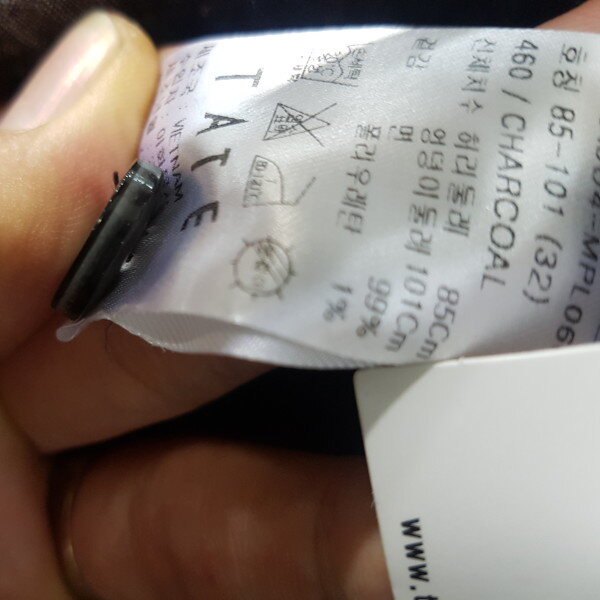 호칭 85-101 (32)
460 / CHARCOAL
신체치수 허리둘레 85Cm
엉덩이둘레 101Cm
겉감 면 99%
폴리우레탄 1%
TATE
VIETNAM
www.t